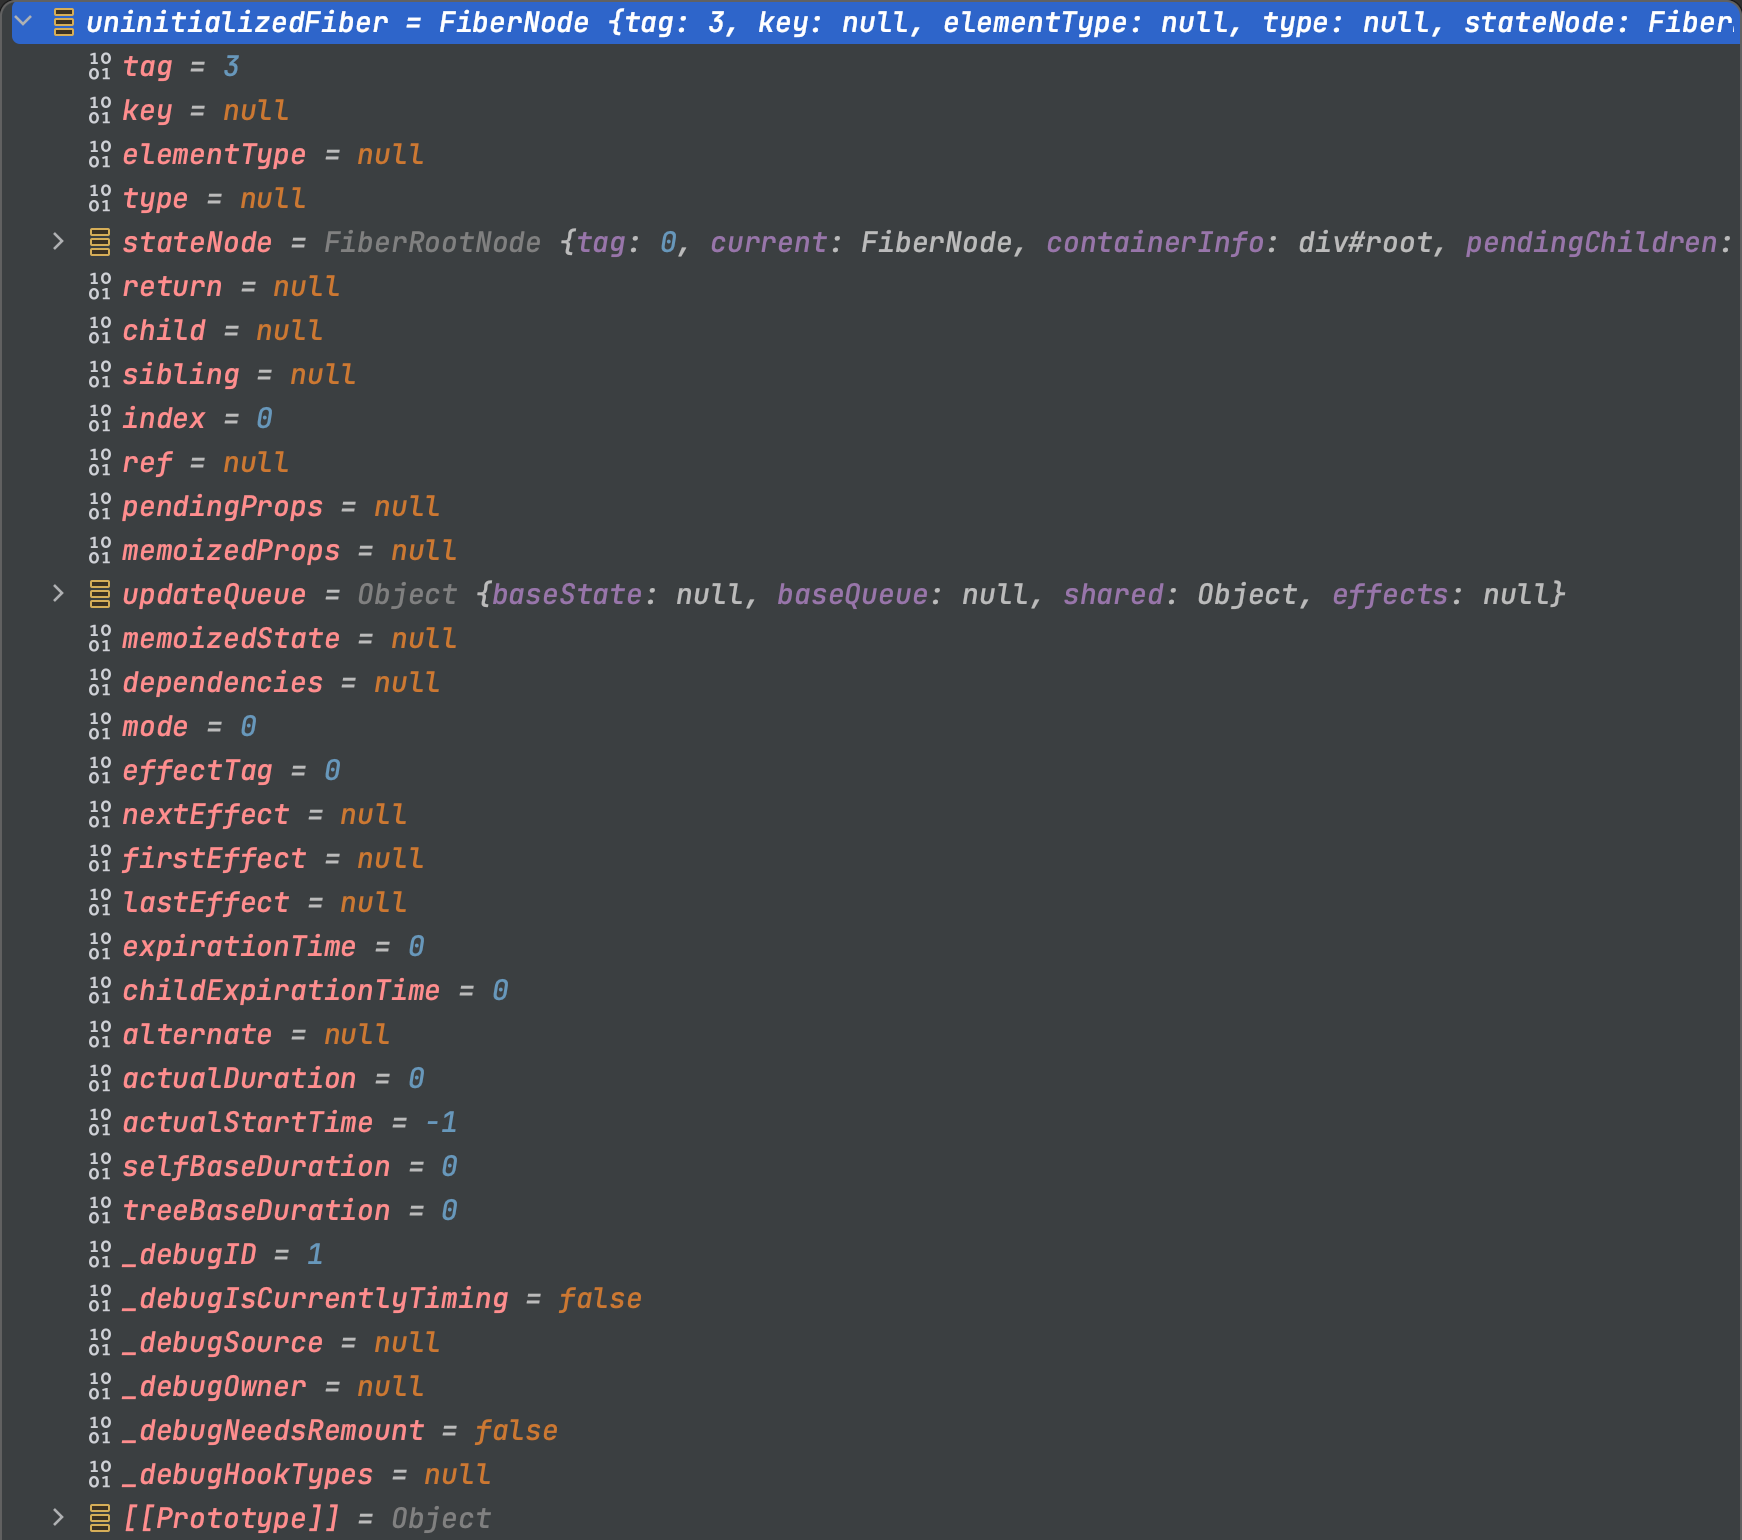 uninitializedFiber = FiberNode {tag: 3, key: null, elementType: null, type: null, stateNode: Fiber
tag = 3
key = null
elementType = null
type = null
stateNode = FiberRootNode {tag: 0, current: FiberNode, containerInfo: div#root, pendingChildren:
return = null
child = null
sibling = null
index = 0
ref = null
pendingProps = null
memoizedProps = null
updateQueue = Object {baseState: null, baseQueue: null, shared: Object, effects: null}
memoizedState = null
dependencies = null
mode = 0
effectTag = 0
nextEffect = null
firstEffect = null
lastEffect = null
expirationTime = 0
childExpirationTime = 0
alternate = null
actualDuration = 0
actualStartTime = -1
selfBaseDuration = 0
treeBaseDuration = 0
_debugID = 1
_debugIsCurrentlyTiming = false
_debugSource = null
_debugOwner = null
_debugNeedsRemount = false
_debugHookTypes = null
[[Prototype]] = Object